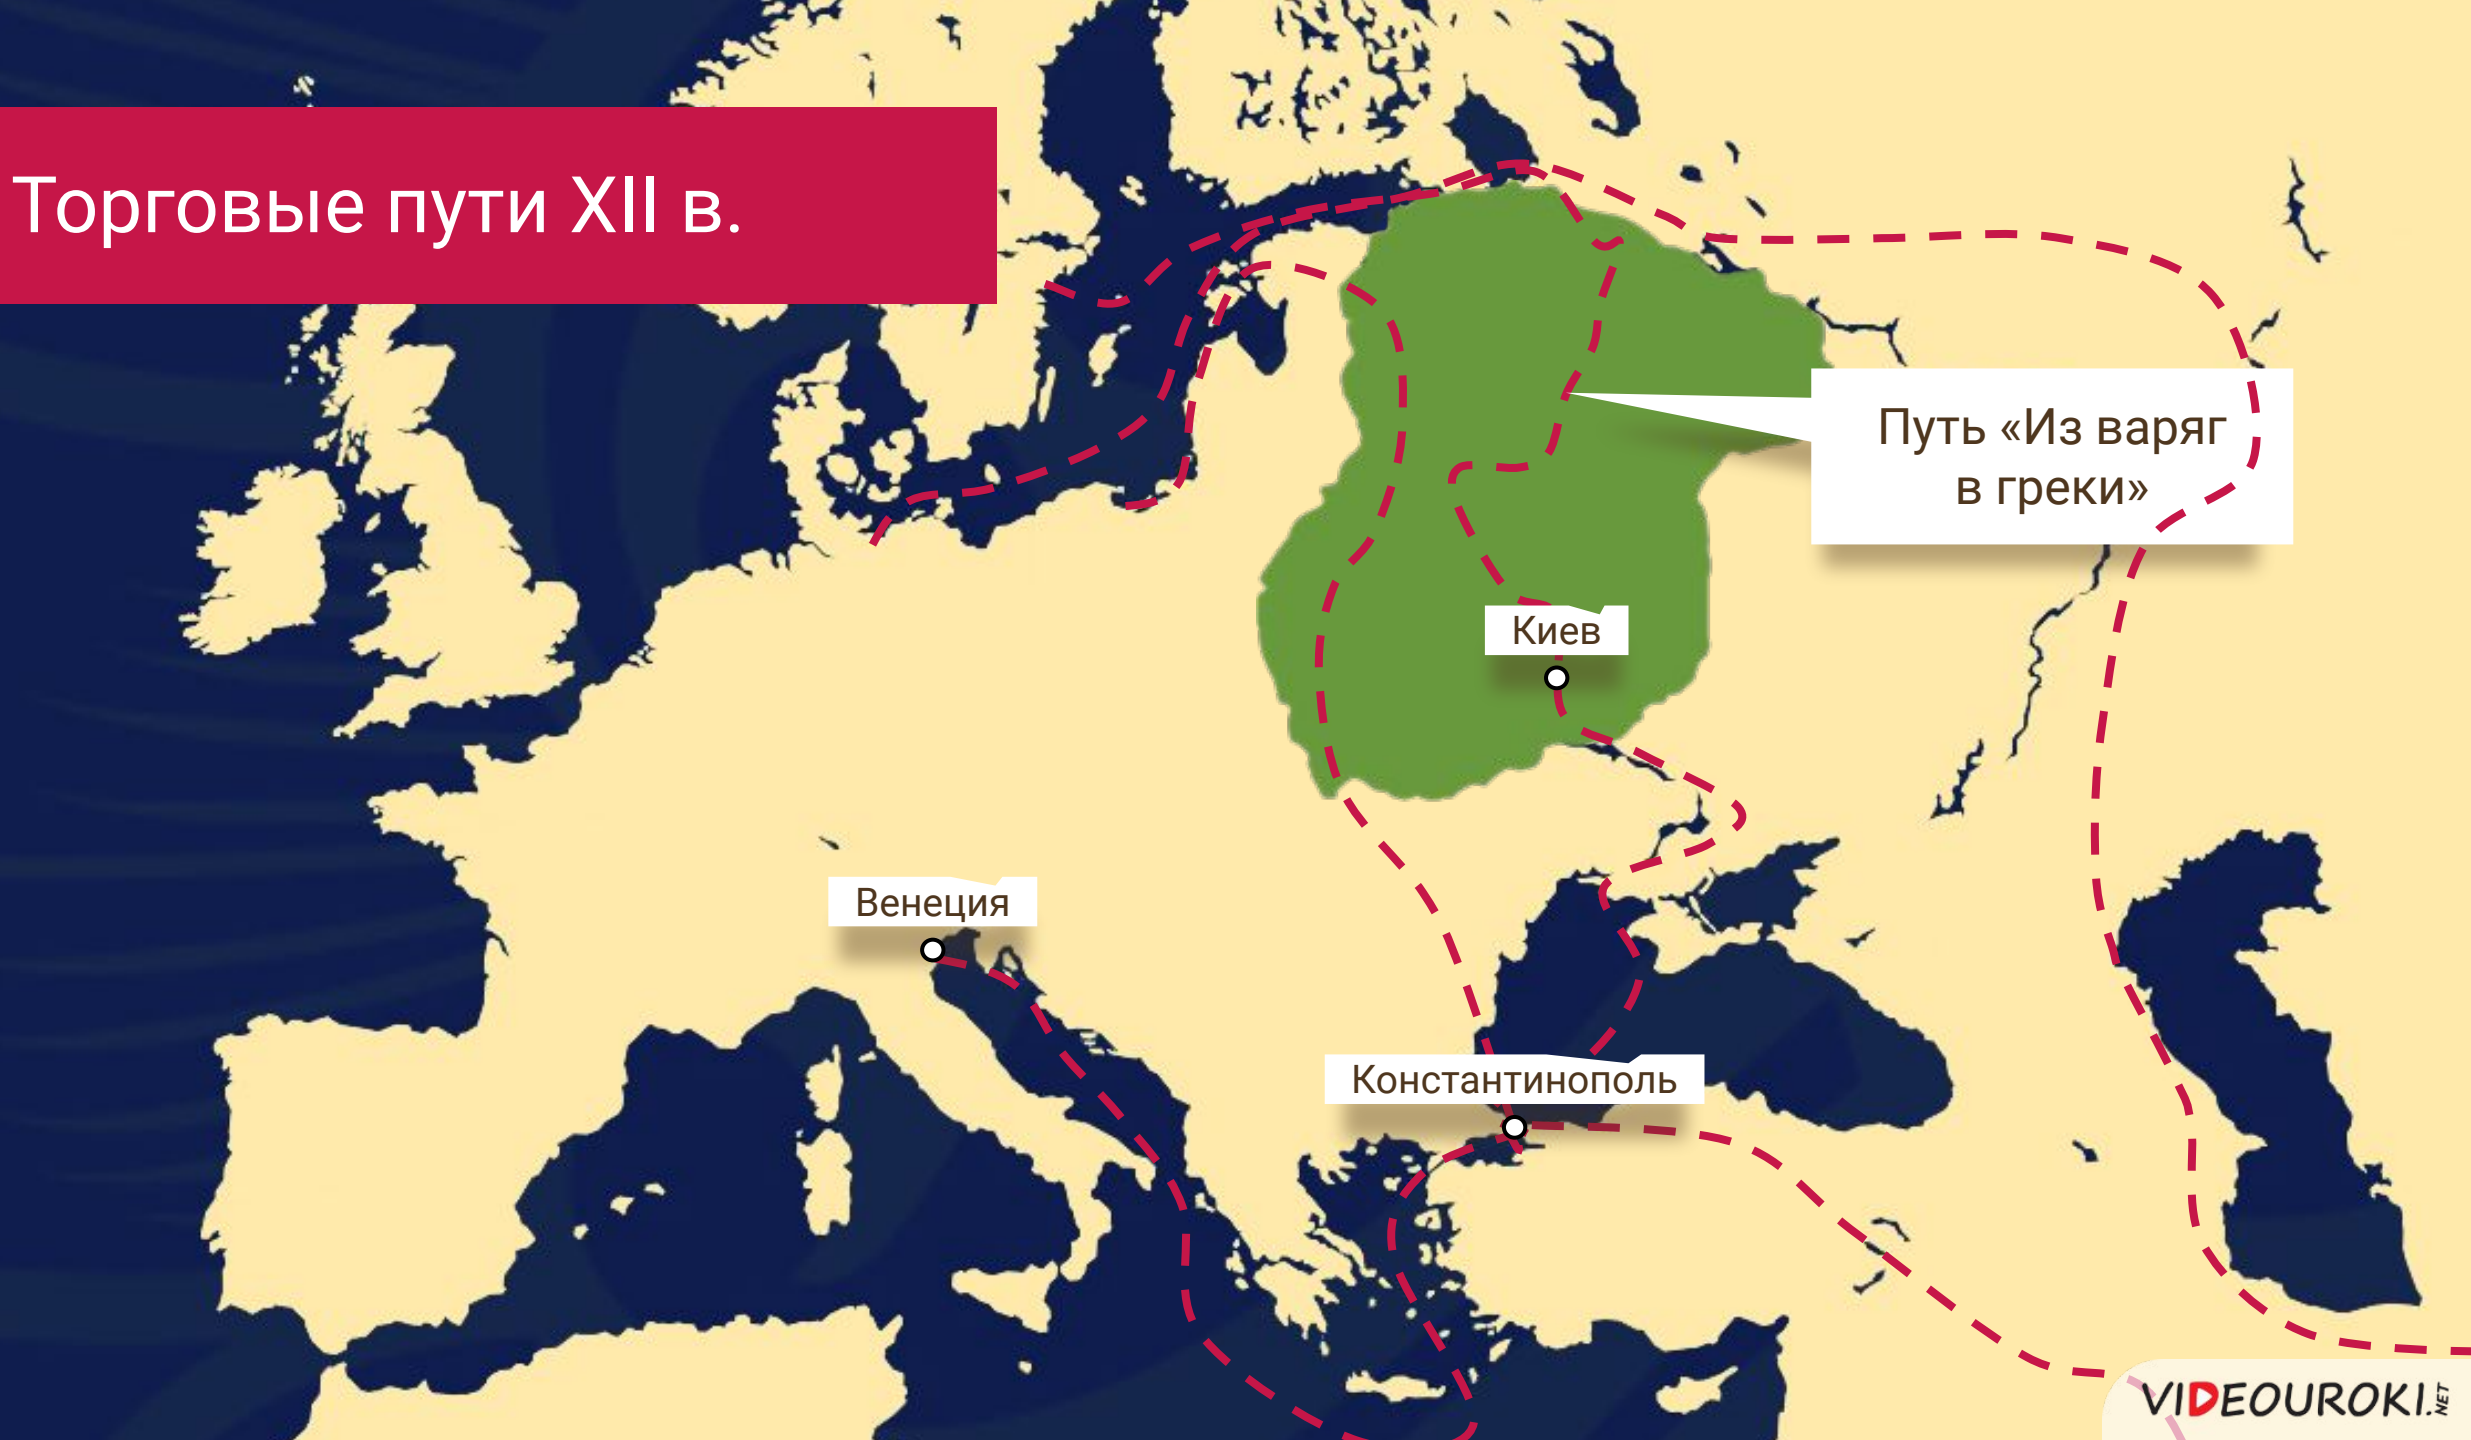 Торговые пути XII в.
Путь «Из варяг
в греки»
Киев
Венеция
Константинополь
VIDEOUROKI.NET